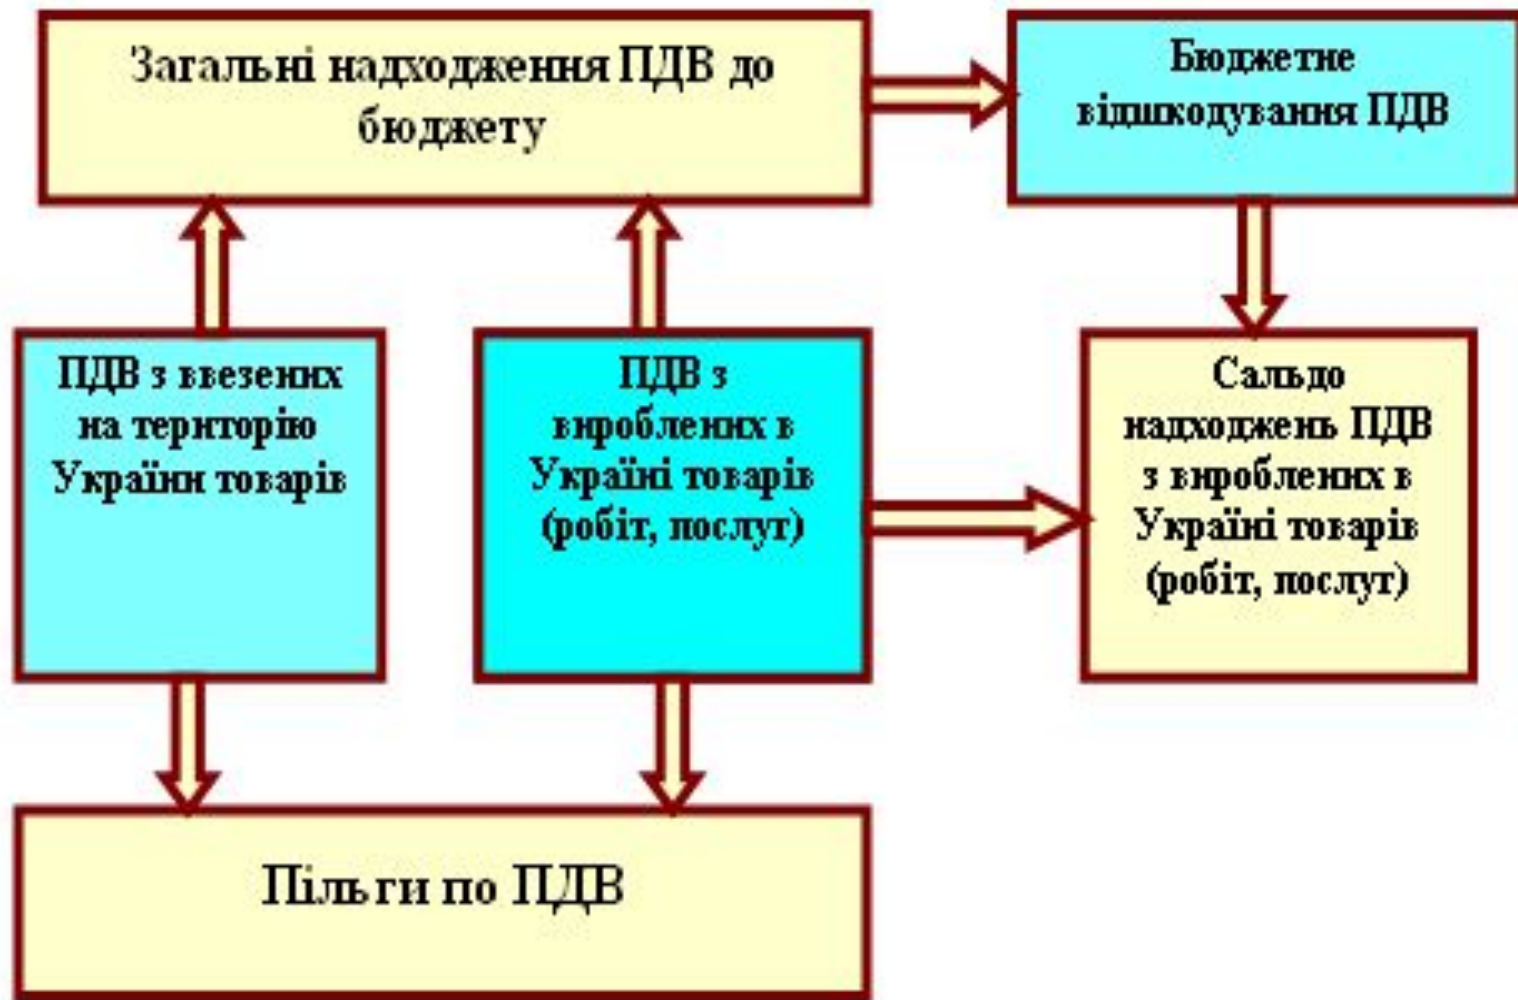 Загальні надходження ПДВ до
бюджету
Бюджетне
відшкодування ПДВ
ПДВ з ввезених
на територію
України товарів
ПДВ з
вироблених в
Україні товарів
(робіт, послуг)
Сальдо
надходжень ПДВ
з вироблених в
Україні товарів
(робіт, послуг)
Пільги по ПДВ